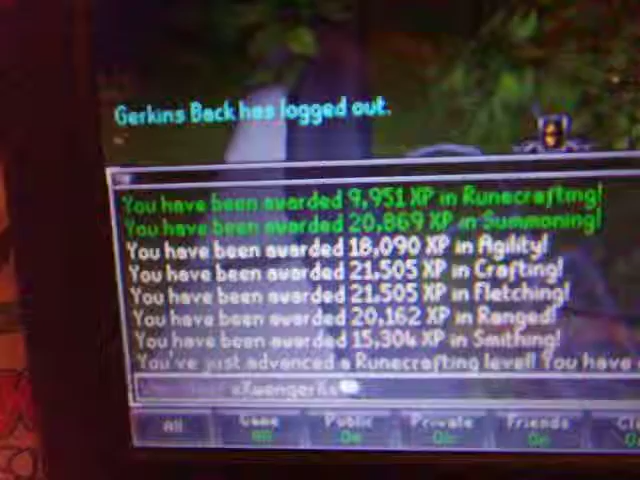 Gerkins Back has logged out.
You have been awarded 9,951 XP in Runecrafting!
You have been awarded 20,869 XP in Summoning!
You have been awarded 18,090 XP in Agility!
You have been awarded 21,505 XP in Crafting!
You have been awarded 21,505 XP in Fletching!
You have been awarded 20,162 XP in Ranged!
You have been awarded 15,304 XP in Smithing!
You've just advanced a Runecrafting level! You have
All Game Public Private Friends
All On On